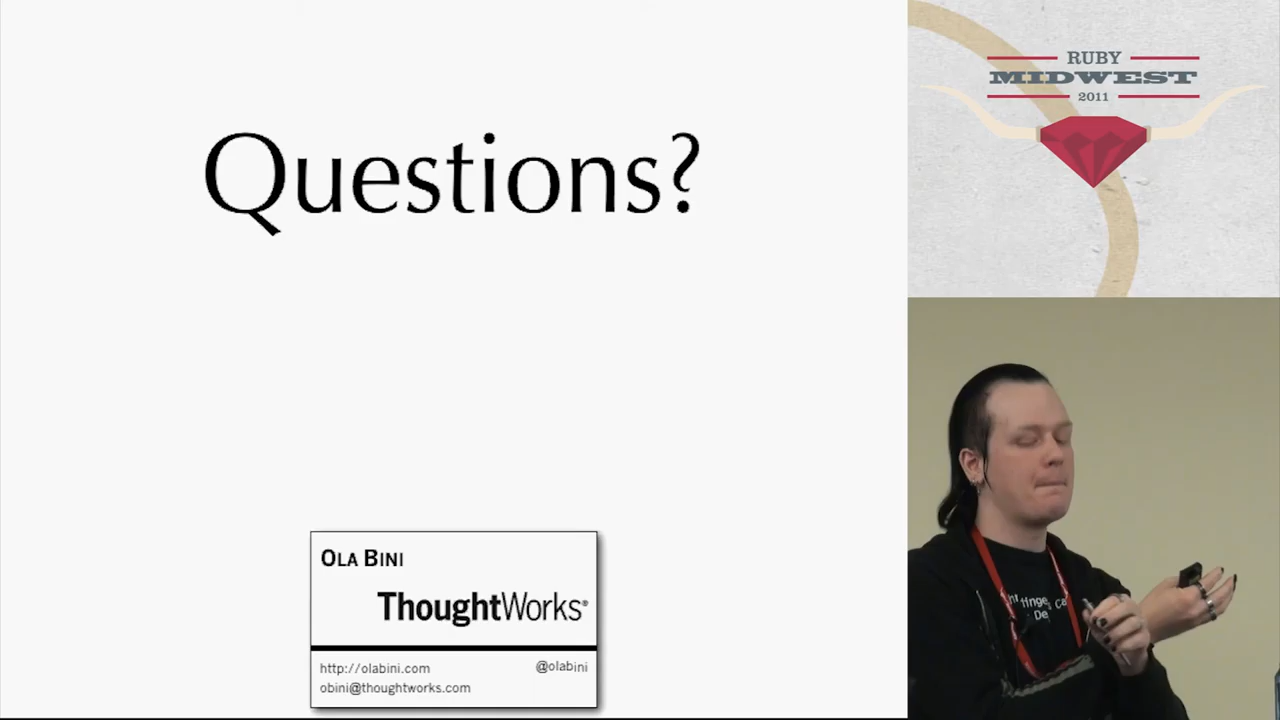 Questions?
OLA BINI
ThoughtWorks®
http://olabini.com
@olabini
obini@thoughtworks.com
RUBY
MIDWEST
2011